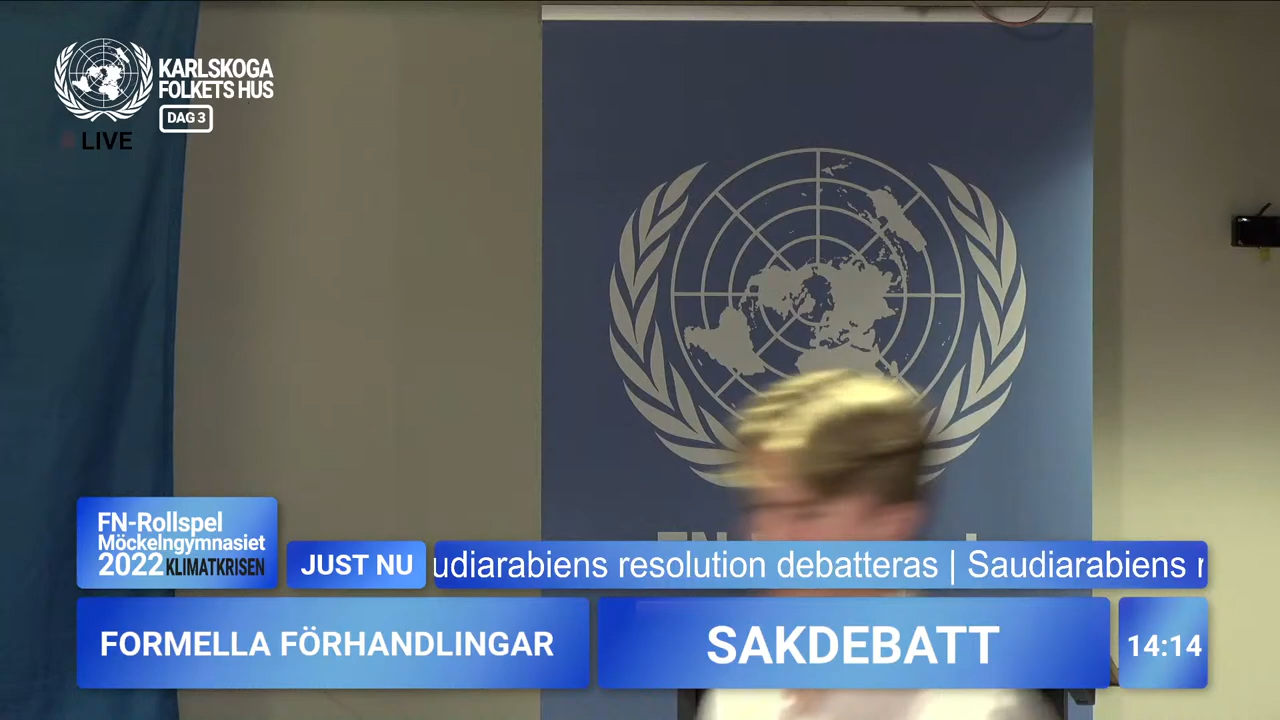 KARLSKOGA
FOLKETS HUS
DAG 3
LIVE
FN-Rollspel
Möckelngymnasiet
2022 KLIMATKRISEN
JUST NU
udiarabiens resolution debatteras | Saudiarabiens r
FORMELLA FÖRHANDLINGAR
SAKDEBATT
14:14